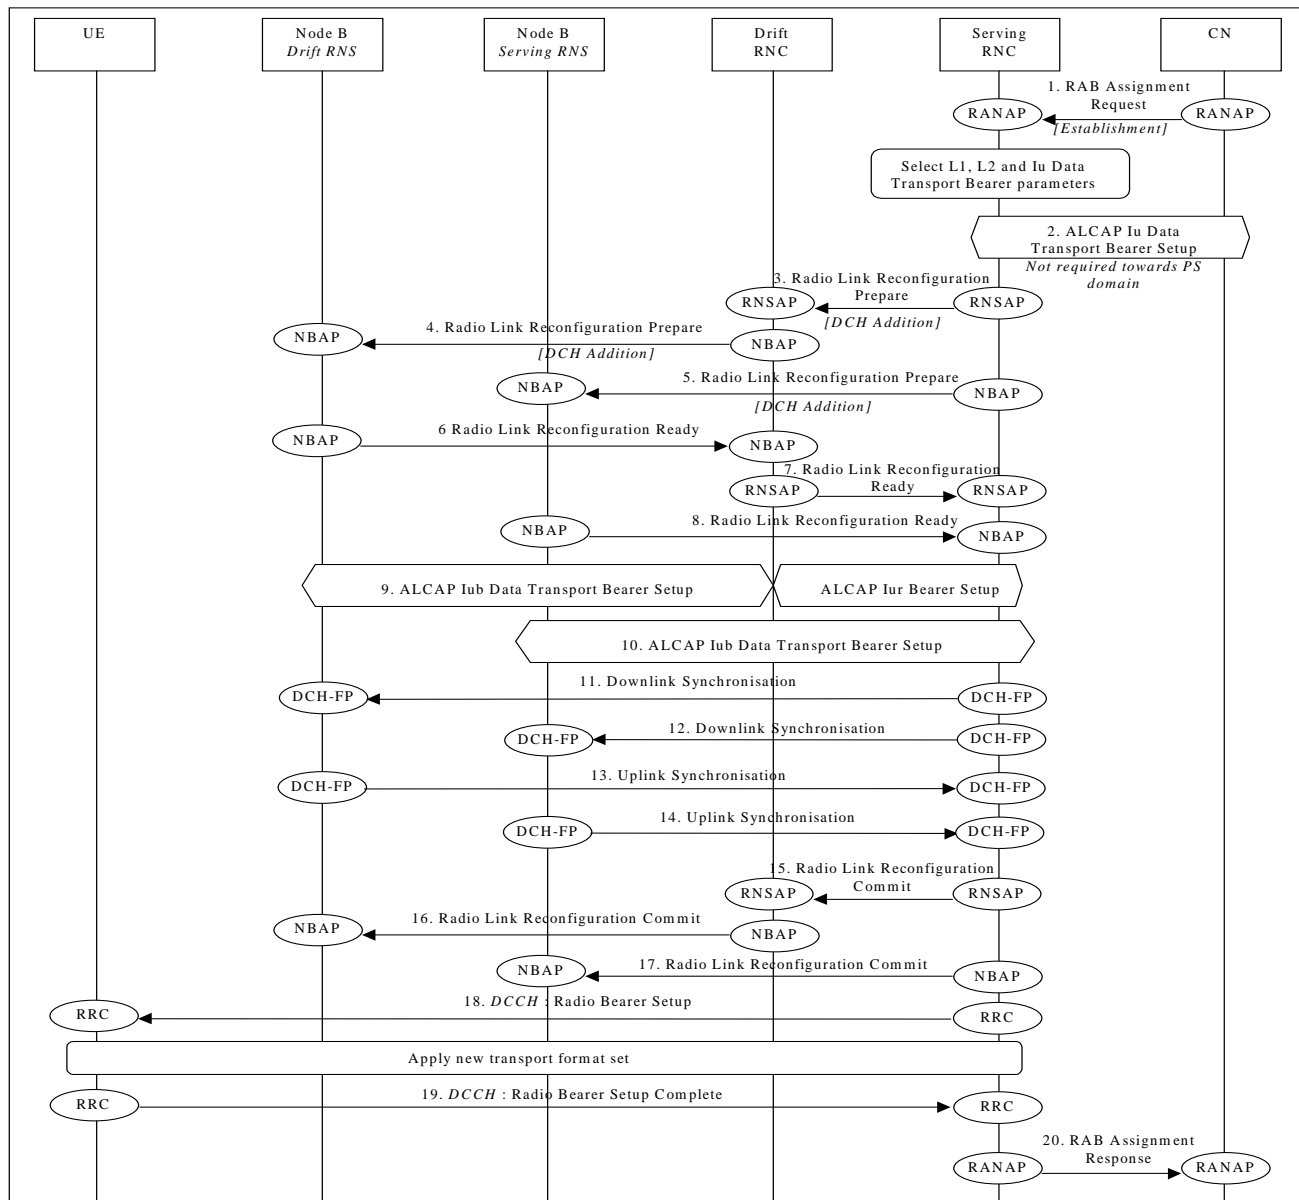 UE
Node B
Drift RNS
Node B
Serving RNS
Drift
RNC
Serving
RNC
CN
1. RAB Assignment
Request
RANAP
RANAP
[Establishment]
Select L1, L2 and Iu Data
Transport Bearer parameters
2. ALCAP Iu Data
Transport Bearer Setup
Not required towards PS
domain
3. Radio Link Reconfiguration
Prepare
RNSAP
RNSAP
[DCH Addition]
4. Radio Link Reconfiguration Prepare
NBAP
NBAP
[DCH Addition]
5. Radio Link Reconfiguration Prepare
NBAP
NBAP
[DCH Addition]
6 Radio Link Reconfiguration Ready
NBAP
NBAP
7. Radio Link Reconfiguration
Ready
RNSAP
RNSAP
8. Radio Link Reconfiguration Ready
NBAP
NBAP
9. ALCAP Iub Data Transport Bearer Setup
ALCAP Iur Bearer Setup
10. ALCAP Iub Data Transport Bearer Setup
11. Downlink Synchronisation
DCH-FP
DCH-FP
12. Downlink Synchronisation
DCH-FP
DCH-FP
13. Uplink Synchronisation
DCH-FP
DCH-FP
14. Uplink Synchronisation
DCH-FP
DCH-FP
15. Radio Link Reconfiguration
Commit
RNSAP
RNSAP
16. Radio Link Reconfiguration Commit
NBAP
NBAP
17. Radio Link Reconfiguration Commit
NBAP
NBAP
18. DCCH : Radio Bearer Setup
RRC
RRC
Apply new transport format set
19. DCCH : Radio Bearer Setup Complete
RRC
RRC
20. RAB Assignment
Response
RANAP
RANAP